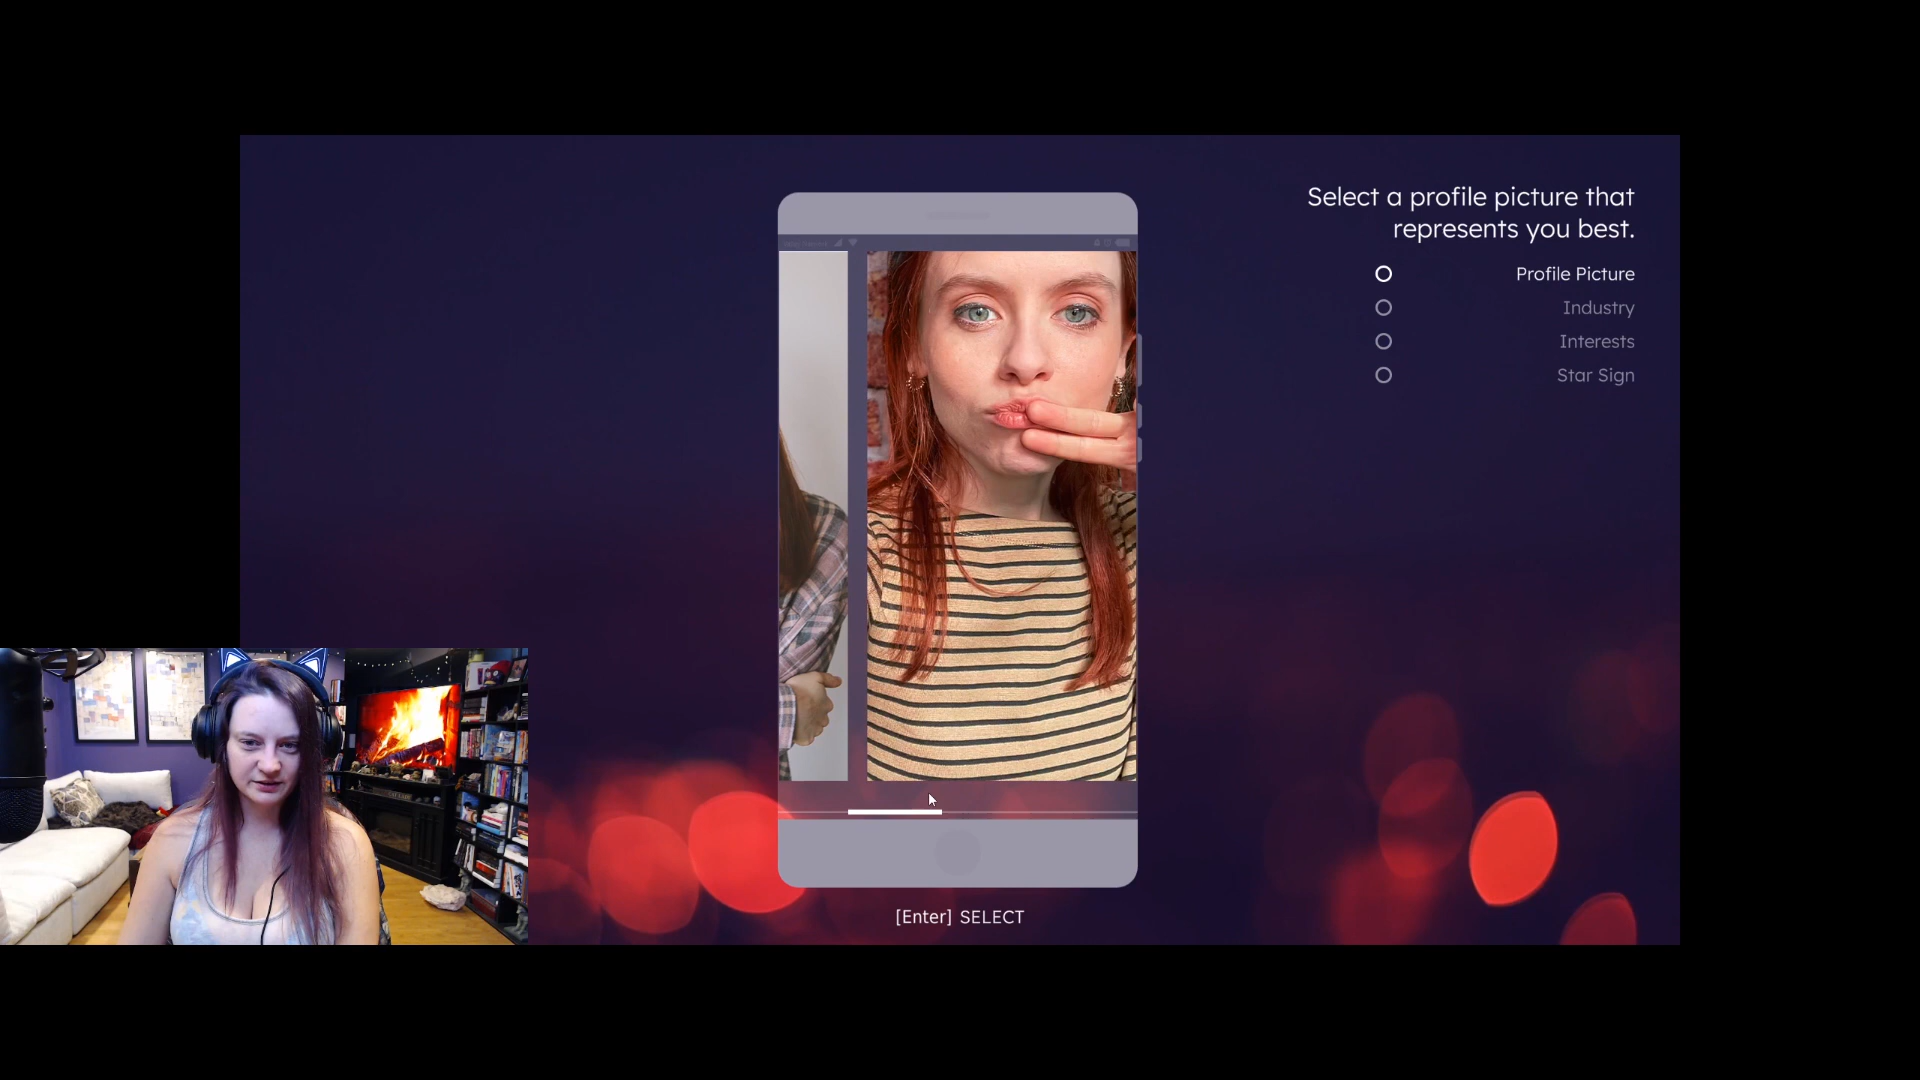 Select a profile picture that
represents you best.
Profile Picture
Industry
Interests
Star Sign
[Enter] SELECT